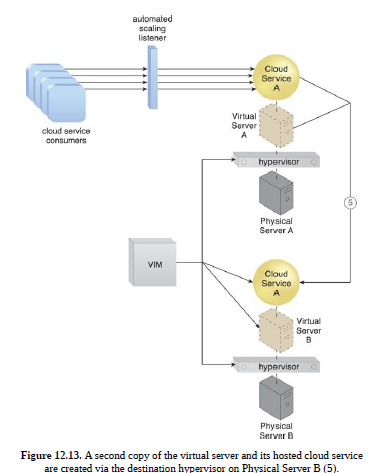 automated
scaling
listener
Cloud
Service
A
Virtual
Server
A
cloud service
consumers
hypervisor
Physical
Server A
5
VIM
Cloud
Service
A
Virtual
Server
B
hypervisor
Physical
Server B
Figure 12.13. A second copy of the virtual server and its hosted cloud service
are created via the destination hypervisor on Physical Server B (5).